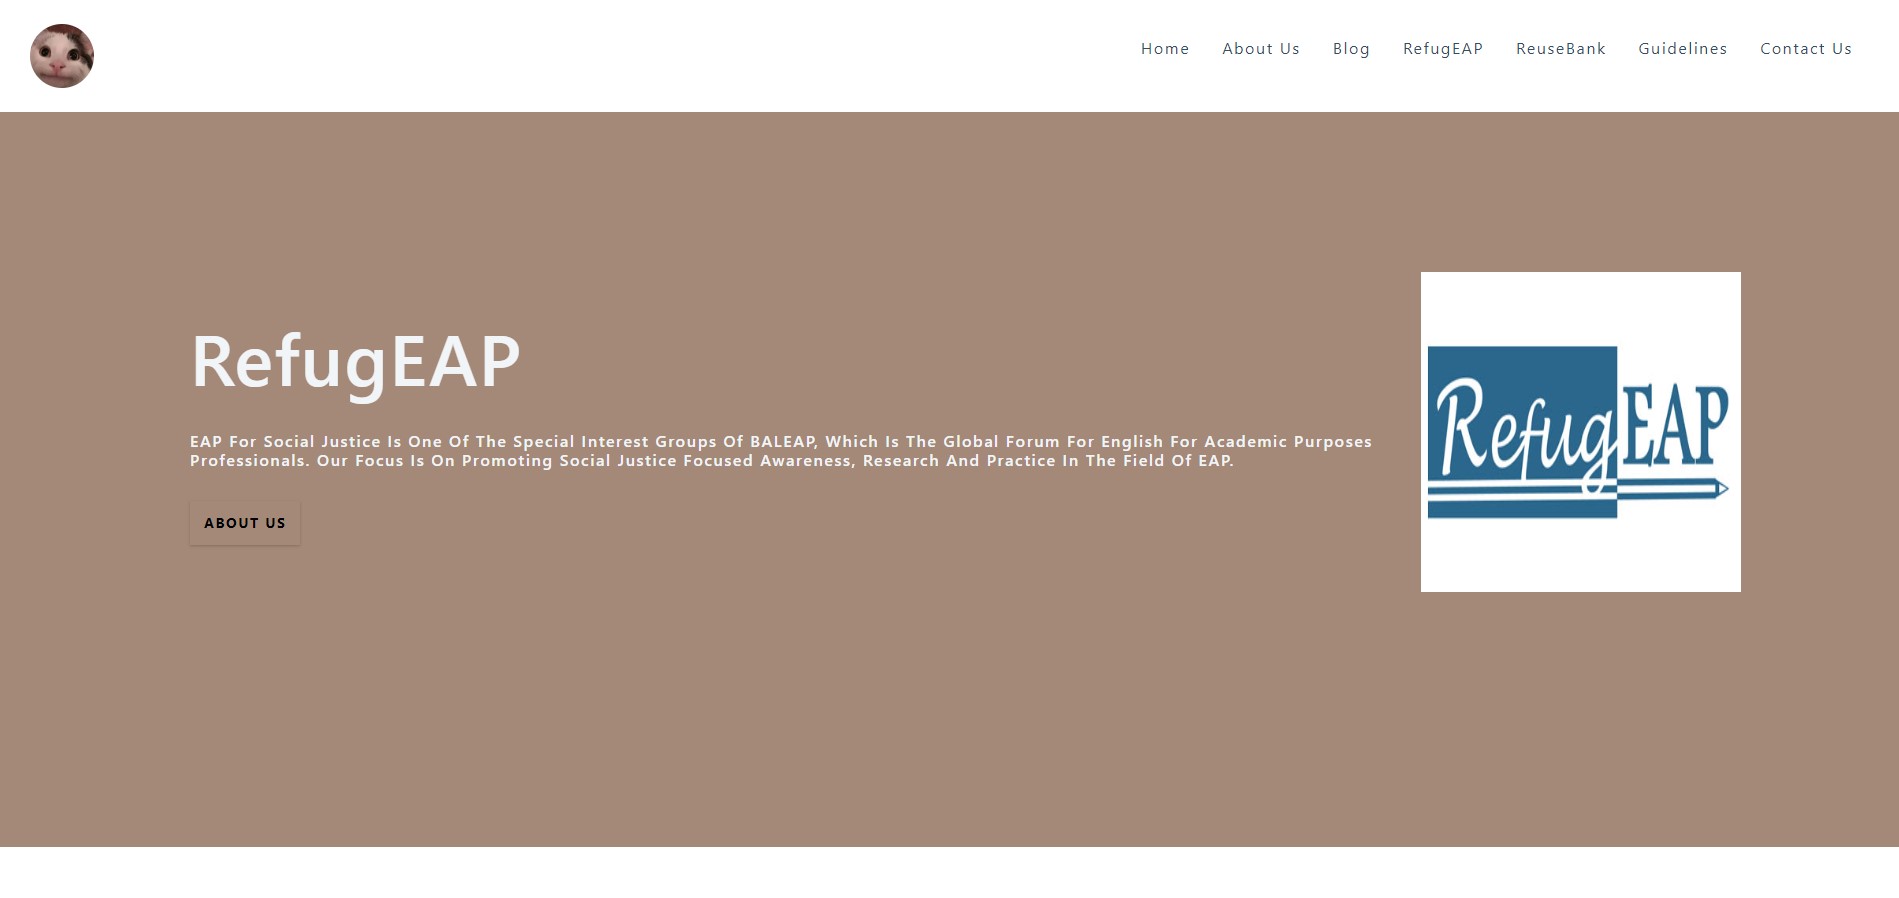 Home About Us Blog RefugEAP ReuseBank Guidelines Contact Us
RefugEAP
EAP For Social Justice Is One Of The Special Interest Groups Of BALEAP, Which Is The Global Forum For English For Academic Purposes
Professionals. Our Focus Is On Promoting Social Justice Focused Awareness, Research And Practice In The Field Of EAP.
ABOUT US
RefugEAP